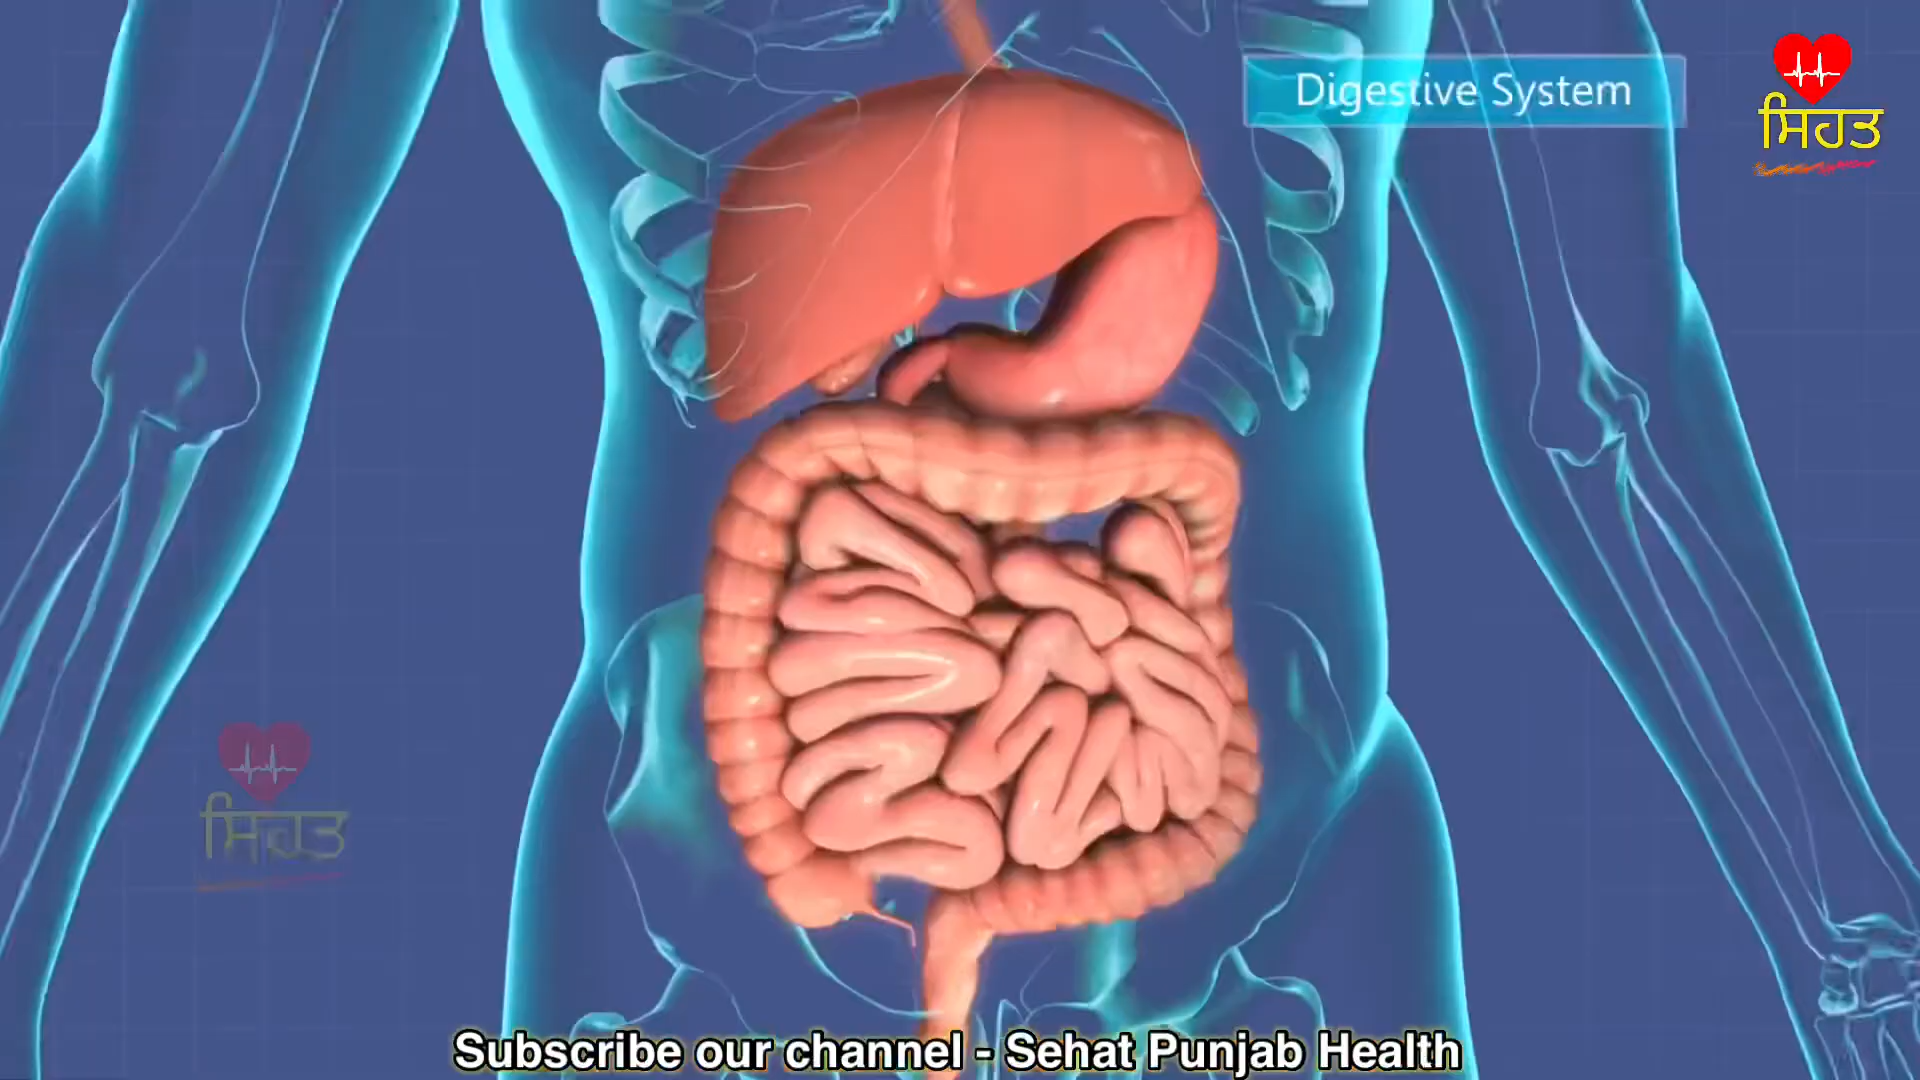 Digestive System
ਸਿਹਤ
ਸਿਹਤ
Subscribe our channel - Sehat Punjab Health